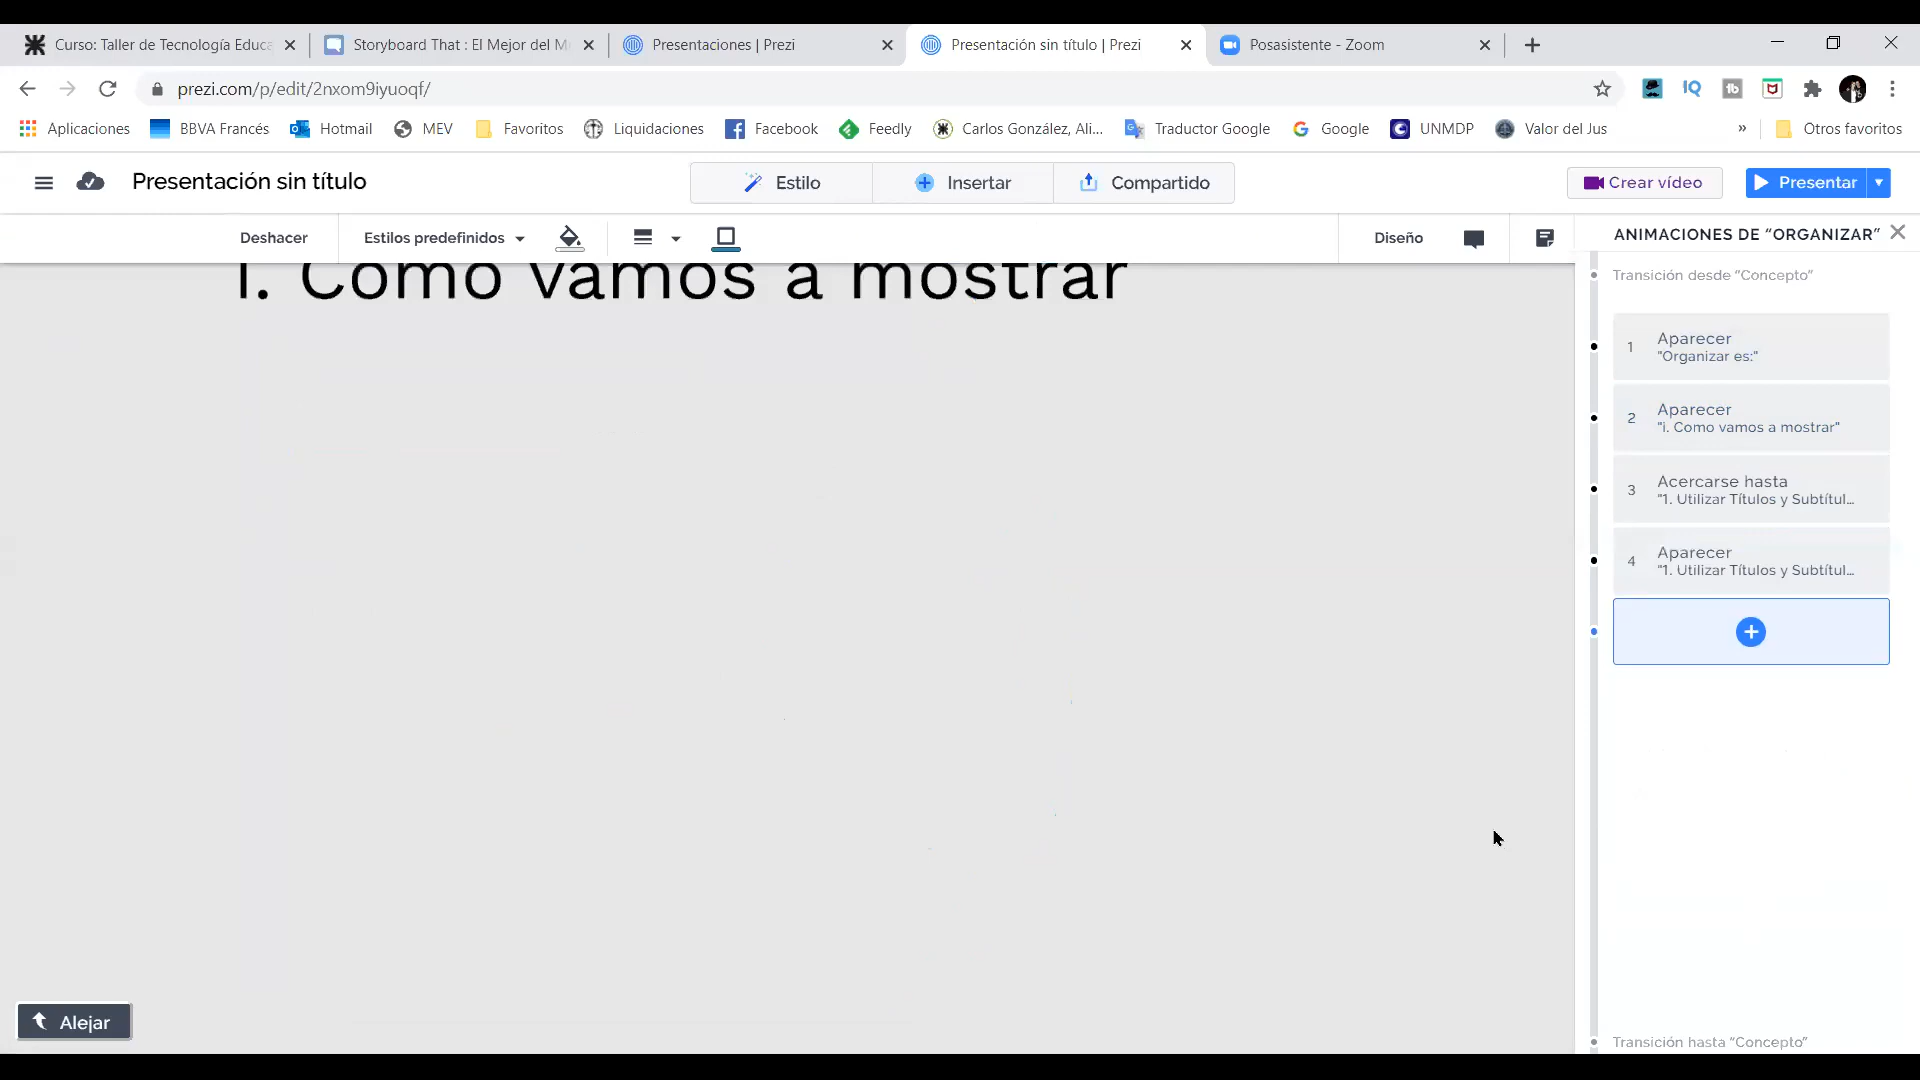 Curso: Taller de Tecnología Educa
Storyboard That : El Mejor del M
Presentaciones | Prezi
Presentación sin título | Prezi
Posasistente - Zoom
prezi.com/p/edit/2nxom9iyuoqf/
Aplicaciones
BBVA Francés
Hotmail
MEV
Favoritos
Liquidaciones
Facebook
Feedly
Carlos González, Ali...
Traductor Google
Google
UNMDP
Valor del Jus
»
Otros favoritos
Presentación sin título
Estilo
Insertar
Compartido
Crear vídeo
Presentar
Deshacer
Estilos predefinidos
Diseño
ANIMACIONES DE “ORGANIZAR”
i. Como vamos a mostrar
Transición desde “Concepto”
1 Aparecer
"Organizar es:"
2 Aparecer
"i. Como vamos a mostrar"
3 Acercarse hasta
"1. Utilizar Títulos y Subtítul...
4 Aparecer
"1. Utilizar Títulos y Subtítul...
Alejar
Transición hasta “Concepto”